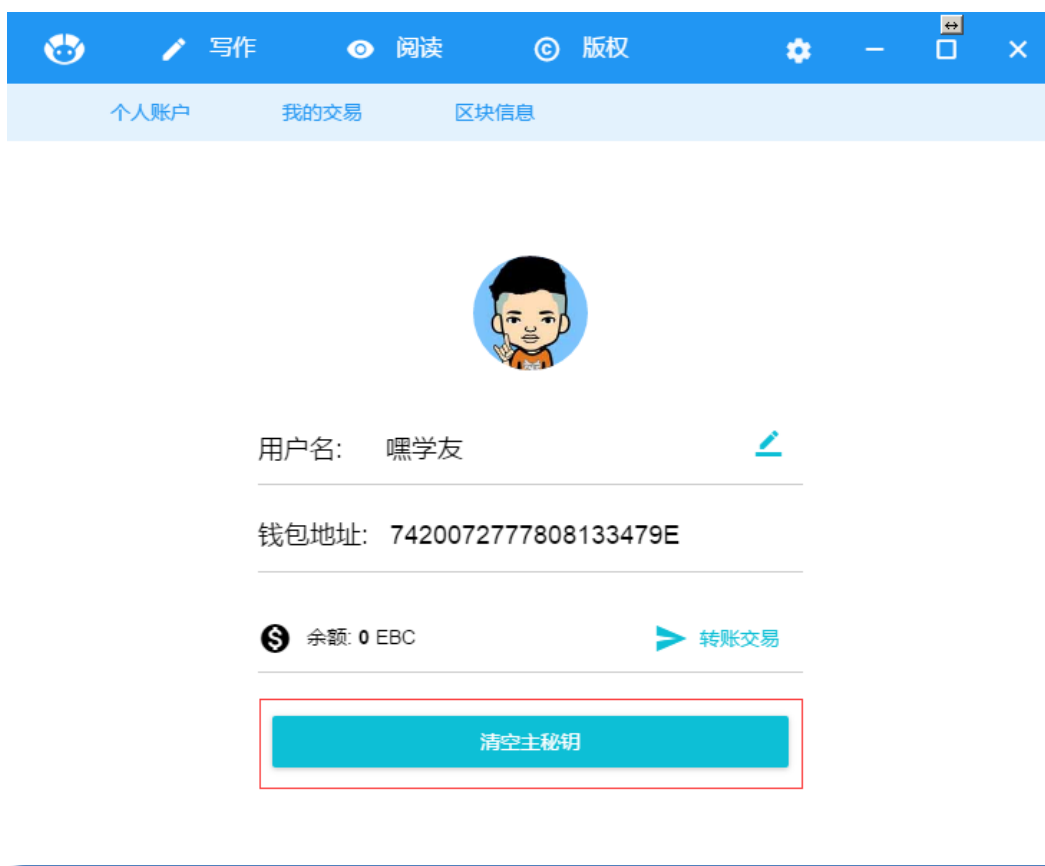 写作 阅读 © 版权
个人账户 我的交易 区块信息
用户名: 嘿学友
钱包地址: 7420072777808133479E
余额: 0 EBC 转账交易
清空主秘钥